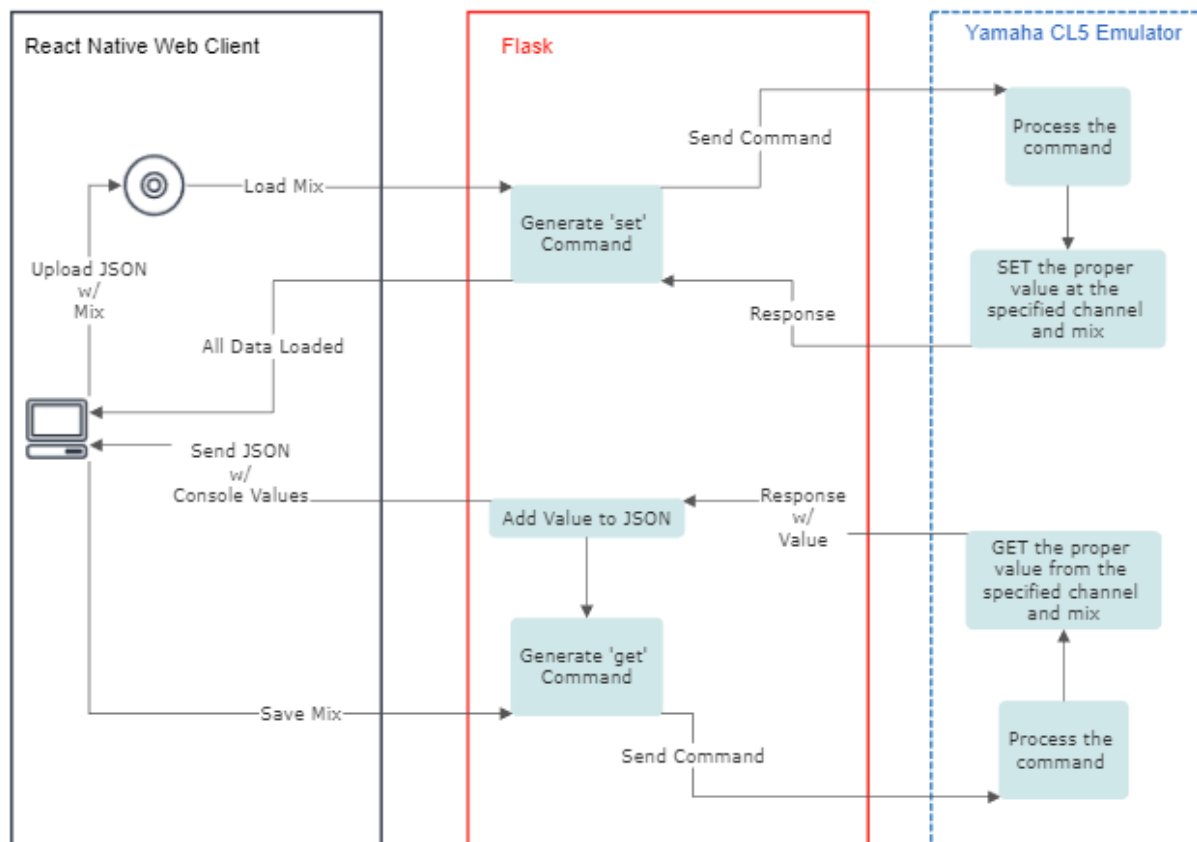 React Native Web Client
Flask
Yamaha CL5 Emulator
Send Command
Process the
command
Load Mix
Generate 'set'
Command
Upload JSON
w/
Mix
SET the proper
value at the
specified channel
and mix
Response
All Data Loaded
Send JSON
w/
Console Values
Add Value to JSON
Response
w/
Value
GET the proper
value from the
specified channel
and mix
Generate 'get'
Command
Save Mix
Send Command
Process the
command